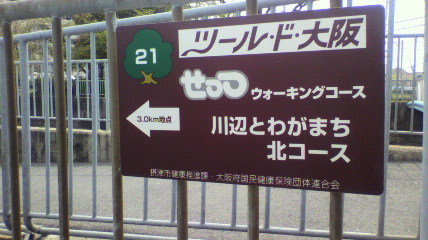 21
ツール・ド・大阪
せっつ ウォーキングコース
3.0km地点
川辺とわがまち
北コース
摂津市健康推進課・大阪府国民健康保険団体連合会